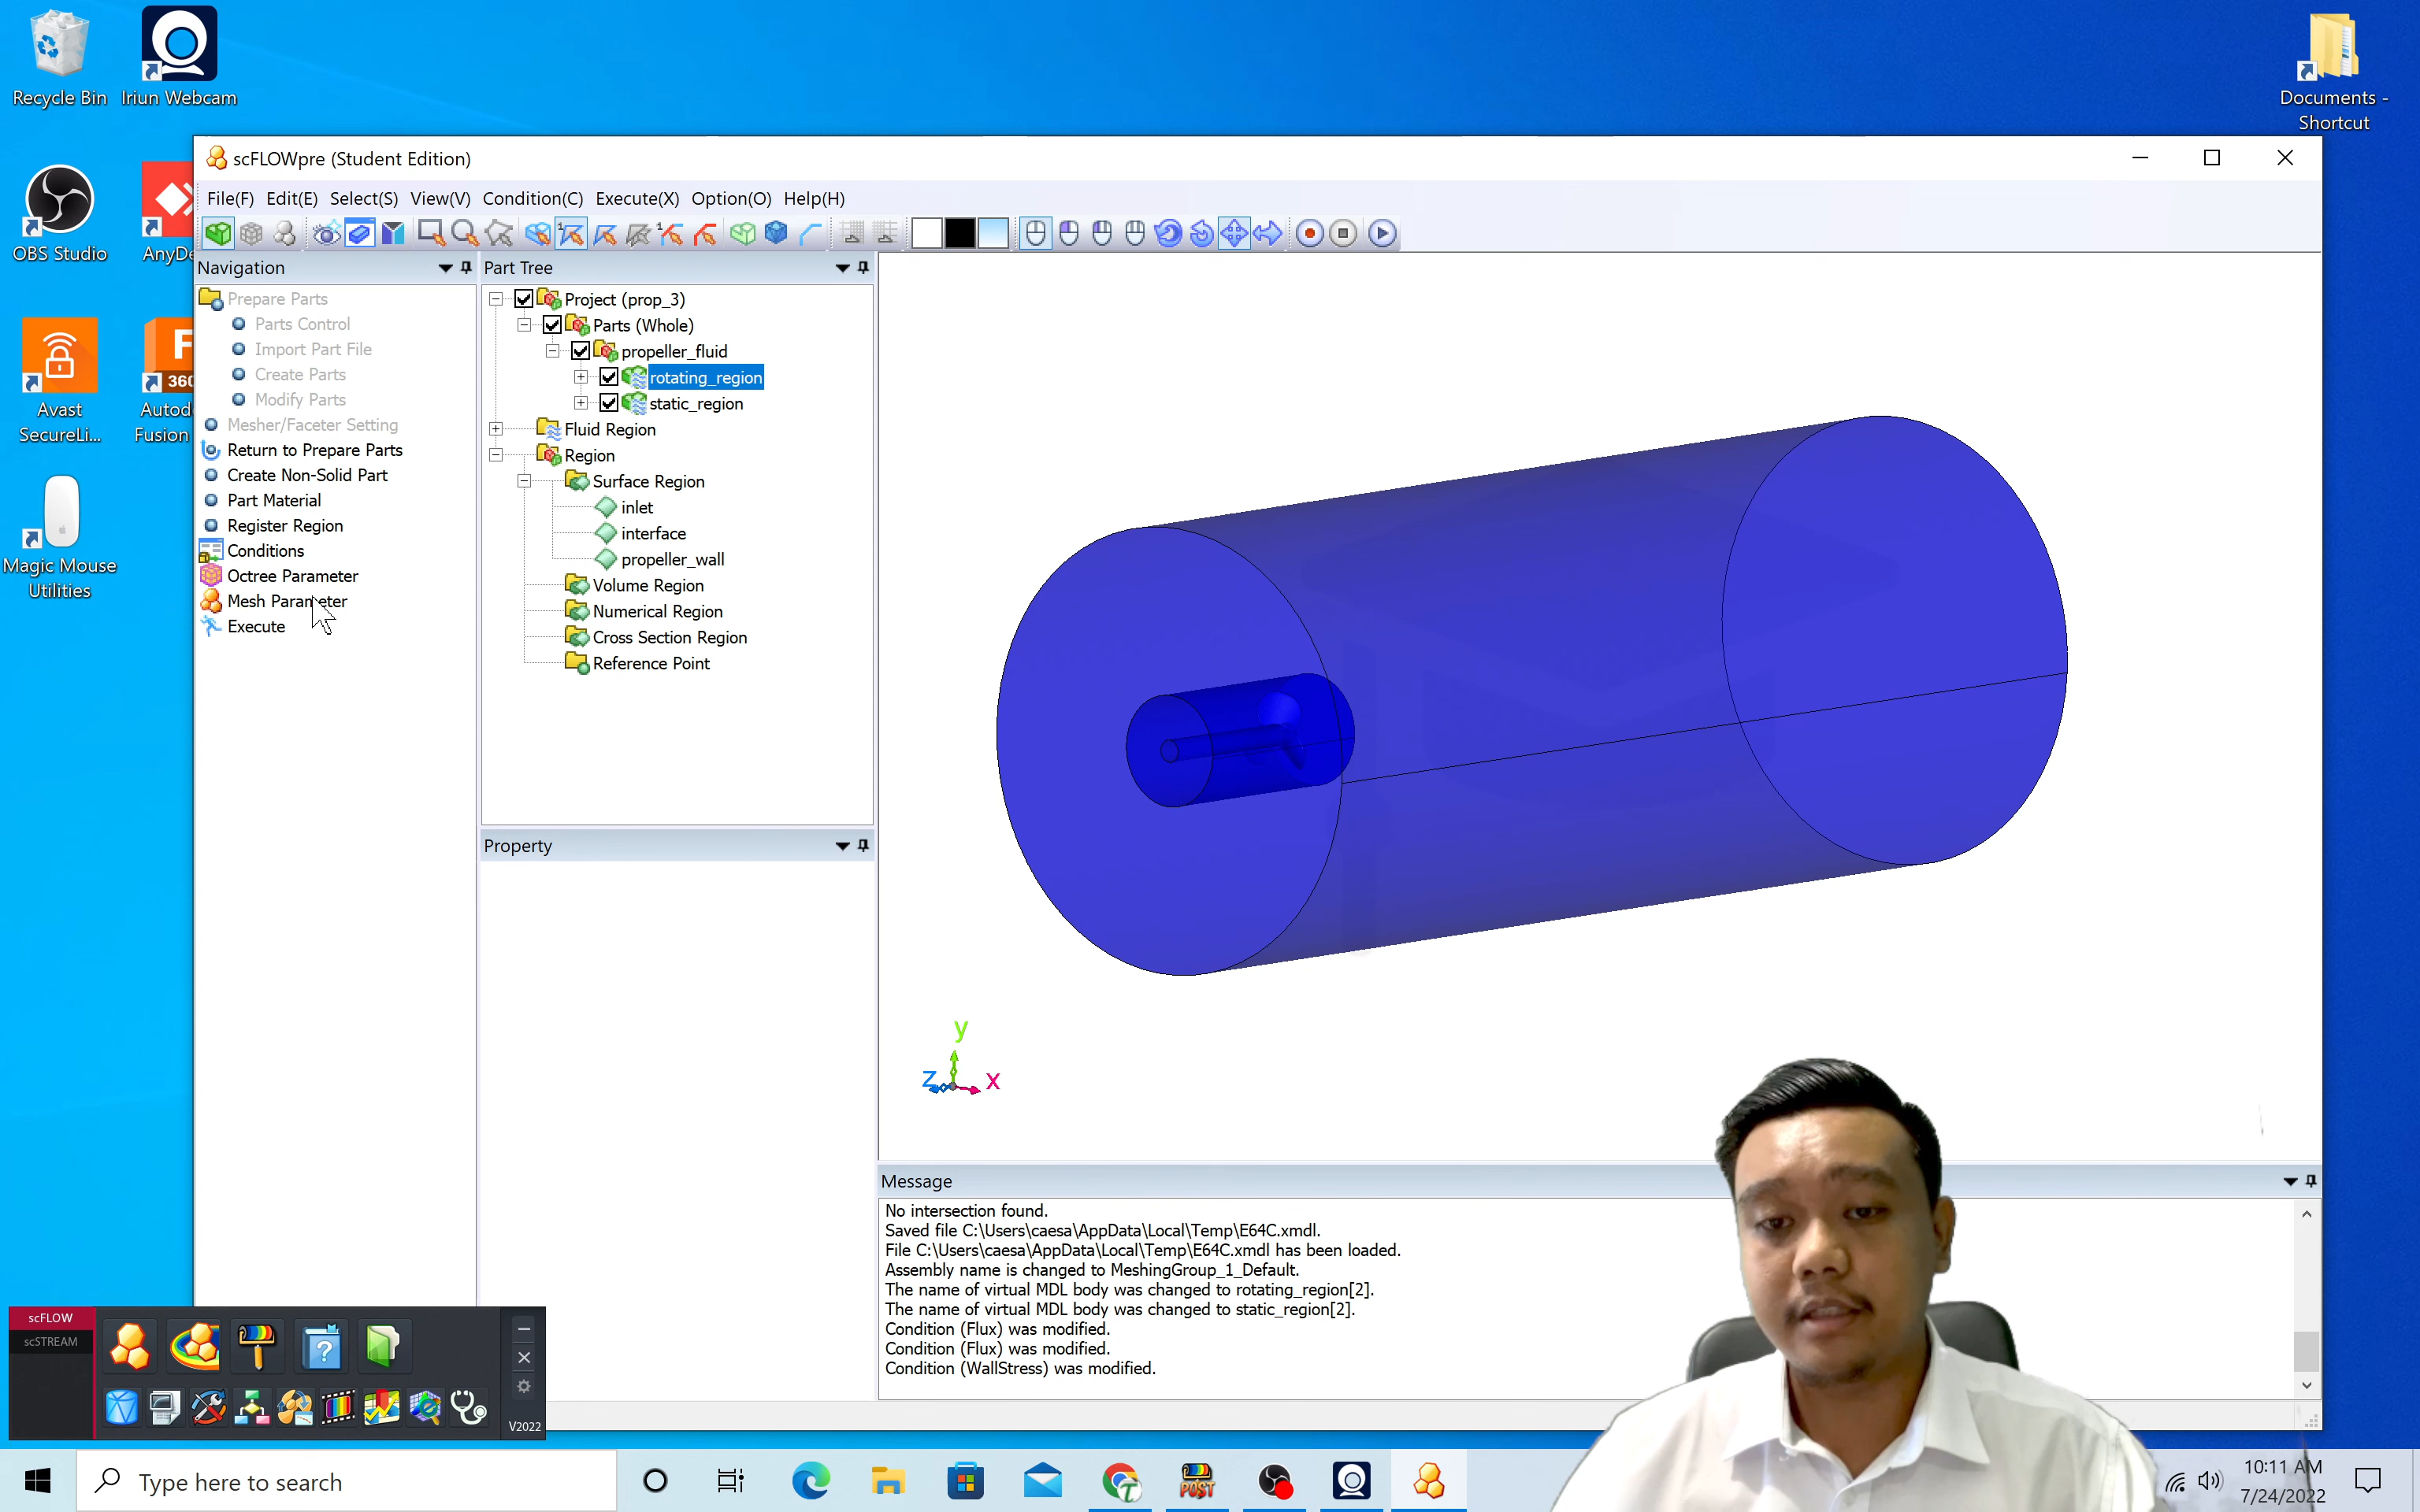 Recycle Bin
Iriun Webcam
Documents -
Shortcut
OBS Studio
AnyDe
Avast
SecureLi...
Autod
Fusion
360
Magic Mouse
Utilities
scFLOWpre (Student Edition)
File(F) Edit(E) Select(S) View(V) Condition(C) Execute(X) Option(O) Help(H)
Navigation
Prepare Parts
Parts Control
Import Part File
Create Parts
Modify Parts
Mesher/Faceter Setting
Return to Prepare Parts
Create Non-Solid Part
Part Material
Register Region
Conditions
Octree Parameter
Mesh Parameter
Execute
Part Tree
Project (prop_3)
Parts (Whole)
propeller_fluid
rotating_region
static_region
Fluid Region
Region
Surface Region
inlet
interface
propeller_wall
Volume Region
Numerical Region
Cross Section Region
Reference Point
Property
y
z
x
Message
No intersection found.
Saved file C:\Users\caesa\AppData\Local\Temp\E64C.xmdl.
File C:\Users\caesa\AppData\Local\Temp\E64C.xmdl has been loaded.
Assembly name is changed to MeshingGroup_1_Default.
The name of virtual MDL body was changed to rotating_region[2].
The name of virtual MDL body was changed to static_region[2].
Condition (Flux) was modified.
Condition (Flux) was modified.
Condition (WallStress) was modified.
scFLOW
scSTREAM
V2022
Type here to search
POST
10:11 AM
7/24/2022